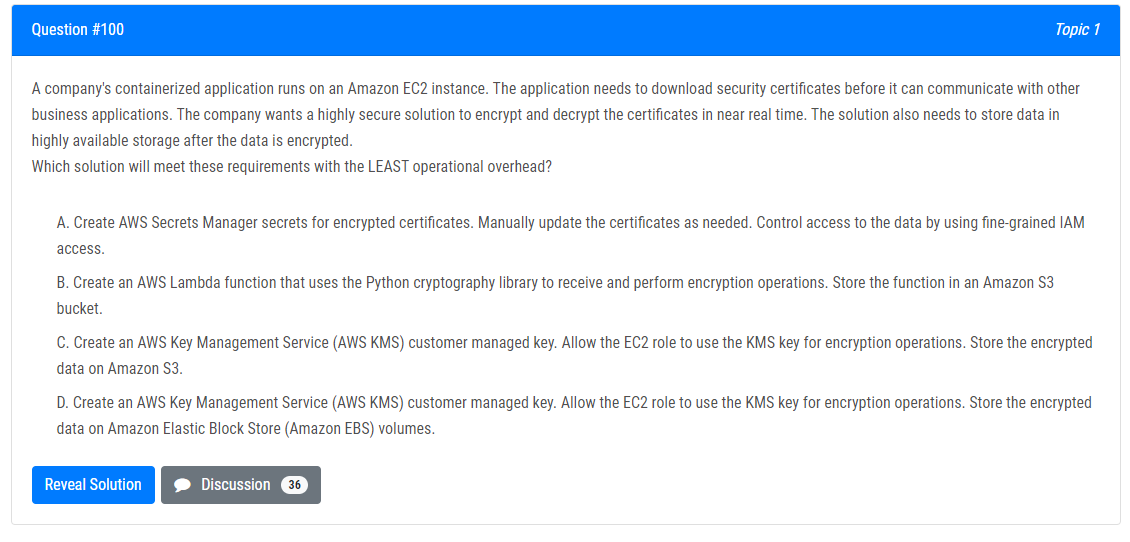 Question #100
Topic 1
A company's containerized application runs on an Amazon EC2 instance. The application needs to download security certificates before it can communicate with other
business applications. The company wants a highly secure solution to encrypt and decrypt the certificates in near real time. The solution also needs to store data in
highly available storage after the data is encrypted.
Which solution will meet these requirements with the LEAST operational overhead?
A. Create AWS Secrets Manager secrets for encrypted certificates. Manually update the certificates as needed. Control access to the data by using fine-grained IAM
access.
B. Create an AWS Lambda function that uses the Python cryptography library to receive and perform encryption operations. Store the function in an Amazon S3
bucket.
C. Create an AWS Key Management Service (AWS KMS) customer managed key. Allow the EC2 role to use the KMS key for encryption operations. Store the encrypted
data on Amazon S3.
D. Create an AWS Key Management Service (AWS KMS) customer managed key. Allow the EC2 role to use the KMS key for encryption operations. Store the encrypted
data on Amazon Elastic Block Store (Amazon EBS) volumes.
Reveal Solution
Discussion 36